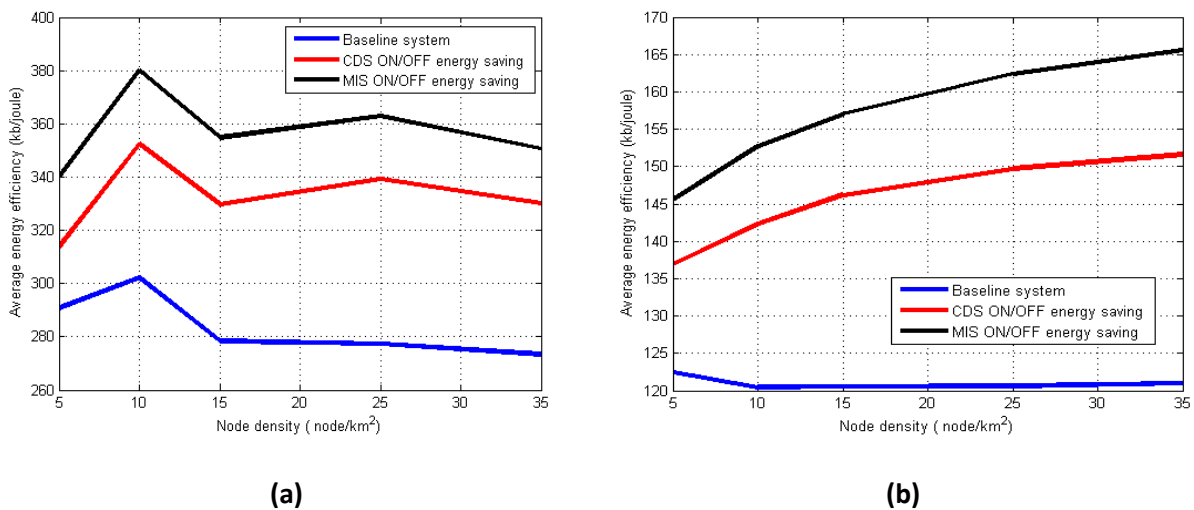 400
380
360
340
320
300
280
260
5
10
15
20
25
30
35
Average energy efficiency (kb/joule)
Node density ( node/km²)
Baseline system
CDS ON/OFF energy saving
MIS ON/OFF energy saving
(a)
170
165
160
155
150
145
140
135
130
125
120
5
10
15
20
25
30
35
Average energy efficiency (kb/joule)
Node density ( node/km²)
Baseline system
CDS ON/OFF energy saving
MIS ON/OFF energy saving
(b)